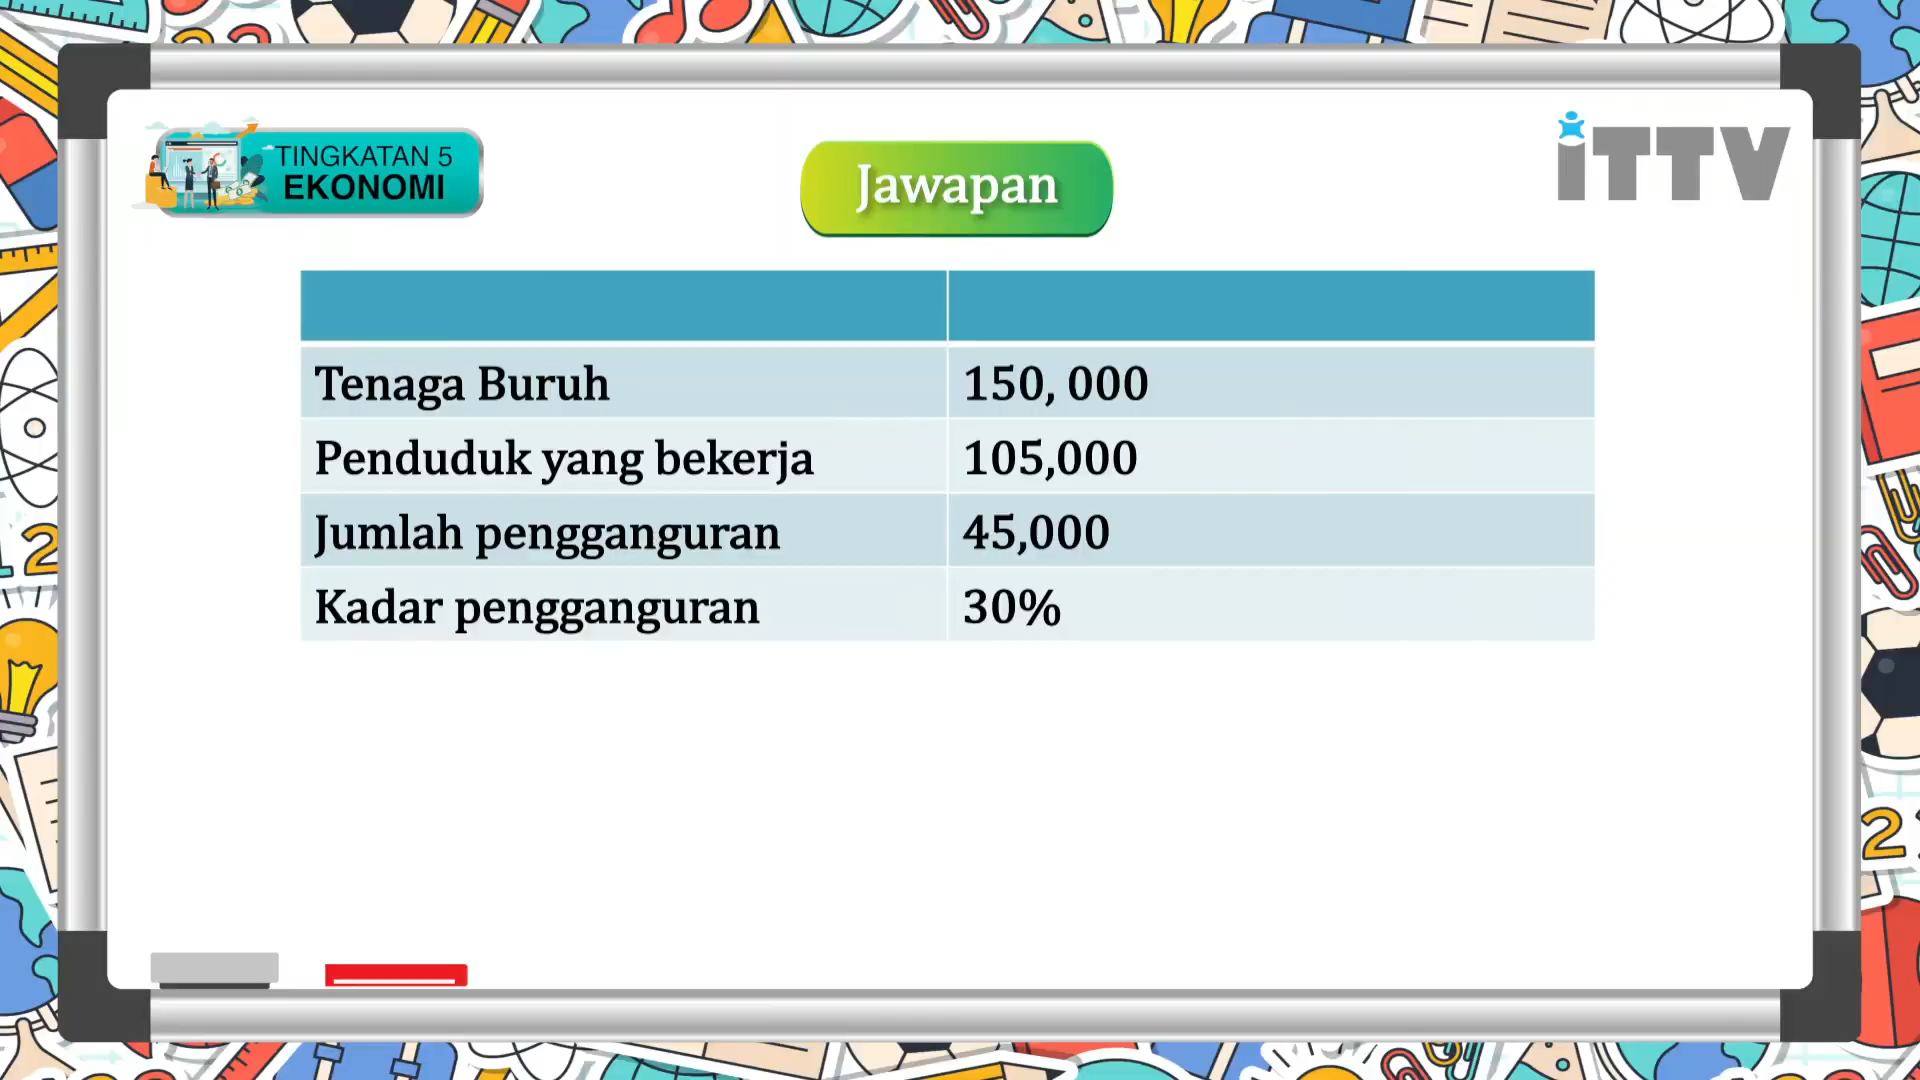 TINGKATAN 5
EKONOMI
Jawapan
iTTV
Tenaga Buruh 150, 000
Penduduk yang bekerja 105,000
Jumlah pengganguran 45,000
Kadar pengganguran 30%